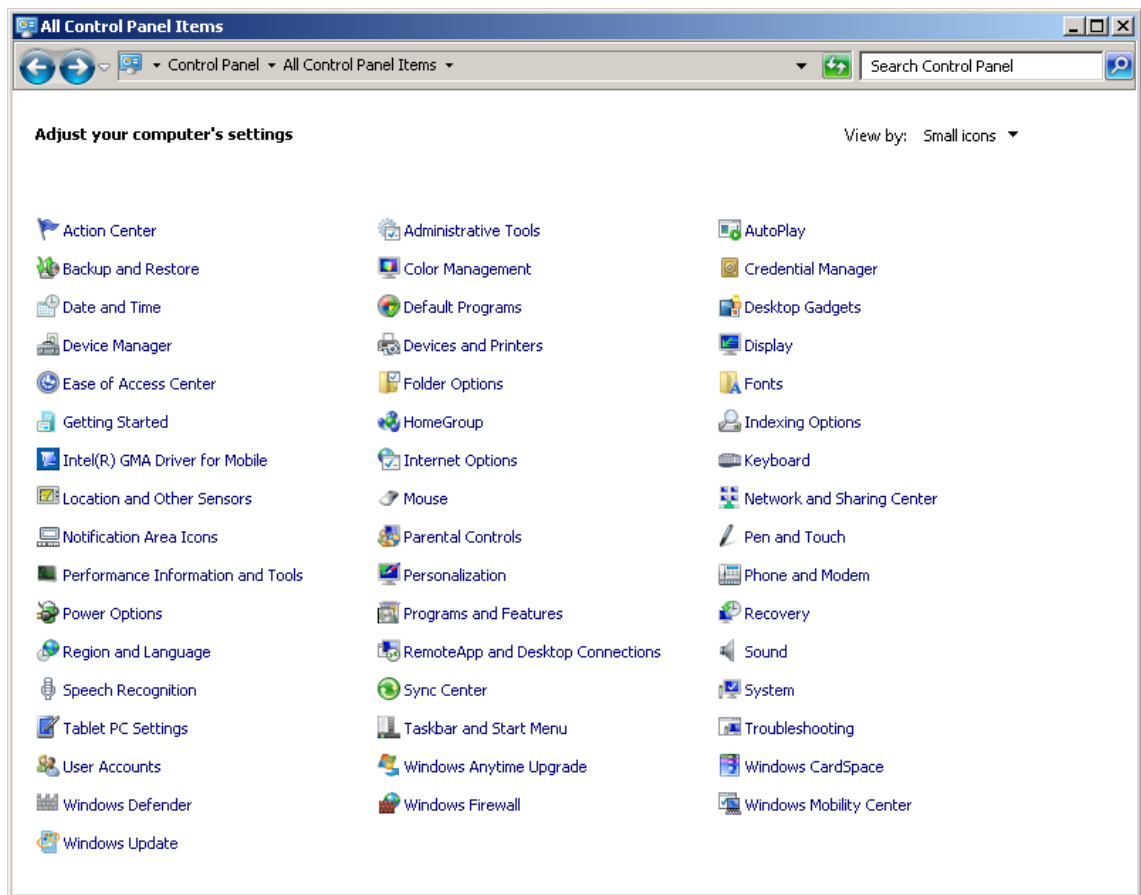 All Control Panel Items
Control Panel All Control Panel Items Search Control Panel
Adjust your computer's settings View by: Small icons
Action Center Administrative Tools AutoPlay
Backup and Restore Color Management Credential Manager
Date and Time Default Programs Desktop Gadgets
Device Manager Devices and Printers Display
Ease of Access Center Folder Options Fonts
Getting Started HomeGroup Indexing Options
Intel(R) GMA Driver for Mobile Internet Options Keyboard
Location and Other Sensors Mouse Network and Sharing Center
Notification Area Icons Parental Controls Pen and Touch
Performance Information and Tools Personalization Phone and Modem
Power Options Programs and Features Recovery
Region and Language RemoteApp and Desktop Connections Sound
Speech Recognition Sync Center System
Tablet PC Settings Taskbar and Start Menu Troubleshooting
User Accounts Windows Anytime Upgrade Windows CardSpace
Windows Defender Windows Firewall Windows Mobility Center
Windows Update